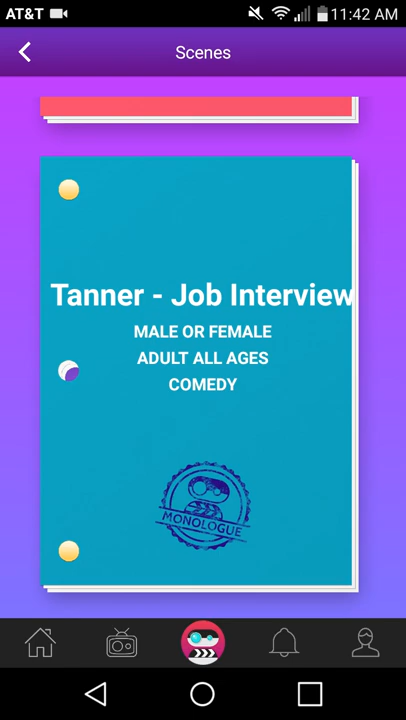 AT&T
11:42 AM
Scenes
Tanner - Job Interview
MALE OR FEMALE
ADULT ALL AGES
COMEDY
MONOLOGUE